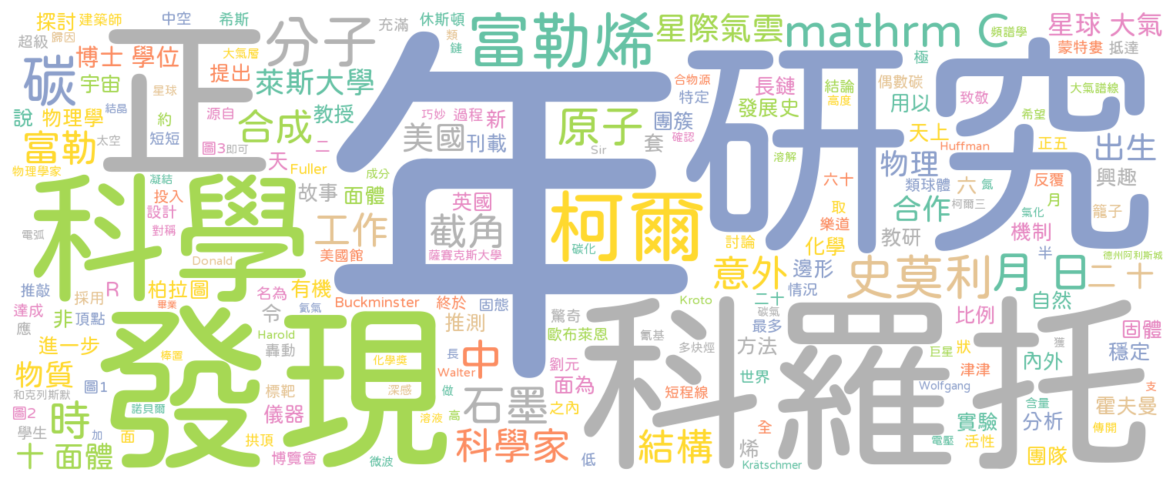 探討
建築師
中空
希斯
分子
充滿
休斯頓
類
鏈
富勒烯
星際氣雲
mathrm C
頻譜學
星球 大氣
超級
歸因
大氣層
博士 學位
正
年
研究
極
蒙特婁
抵達
碳
宇宙
星球
提出
萊斯大學
合物源
特定
長鏈
結論
高度
偶數碳
致敬
大氣譜線
說
物理學
結晶
源自
教授
巧妙
過程
新
原子
發展史
用以
希望
富勒
約
短短
合成
美國
刊載
團簇
套
天上
正五
出生
太空
圖3
即可
二
天
Sir
確認
物理
Huffman
物理學家
Fuller
成分
溶解
類球體
氮
興趣
科學
凝結
故事
面體
英國
柯爾
六十
六
反覆
投入
截角
合作
取
柯爾三
月
設計
工作
樂道
氣化
籠子
電弧
對稱
美國館
薩賽克斯大學
碳化
討論
化學
教研
機制
半
德州阿利斯城
Donald
意外
邊形
史莫利
月 日
二 十
推敲
柏拉圖
有機
R
畢業
名為
Buckminster
終於
固態
二十
情況
自然
達成
採用
氦氣
Kroto
碳氣
比例
非
頂點
令
推測
驚奇
最多
固體
應
發現
Harold
轟動
歐布萊恩
氰基
科羅托
方法
巨星
狀
進一步
化學獎
長
中
劉元
多炔烴
內外
穩定
物質
樟腦
標靶
深感
Walter
做
面為
短程線
世界
Wolfgang
津津
獲
圖1
和克列斯默
儀器
石墨
之內
含量
支
圖2
諾貝爾
溶液
高
實驗
霍夫曼
時
學生
加
面
拱頂
科學家
結構
全
烯
電壓
活性
分析
傳聞
十 面體
博覽會
微波
低
Krätschmer
團隊